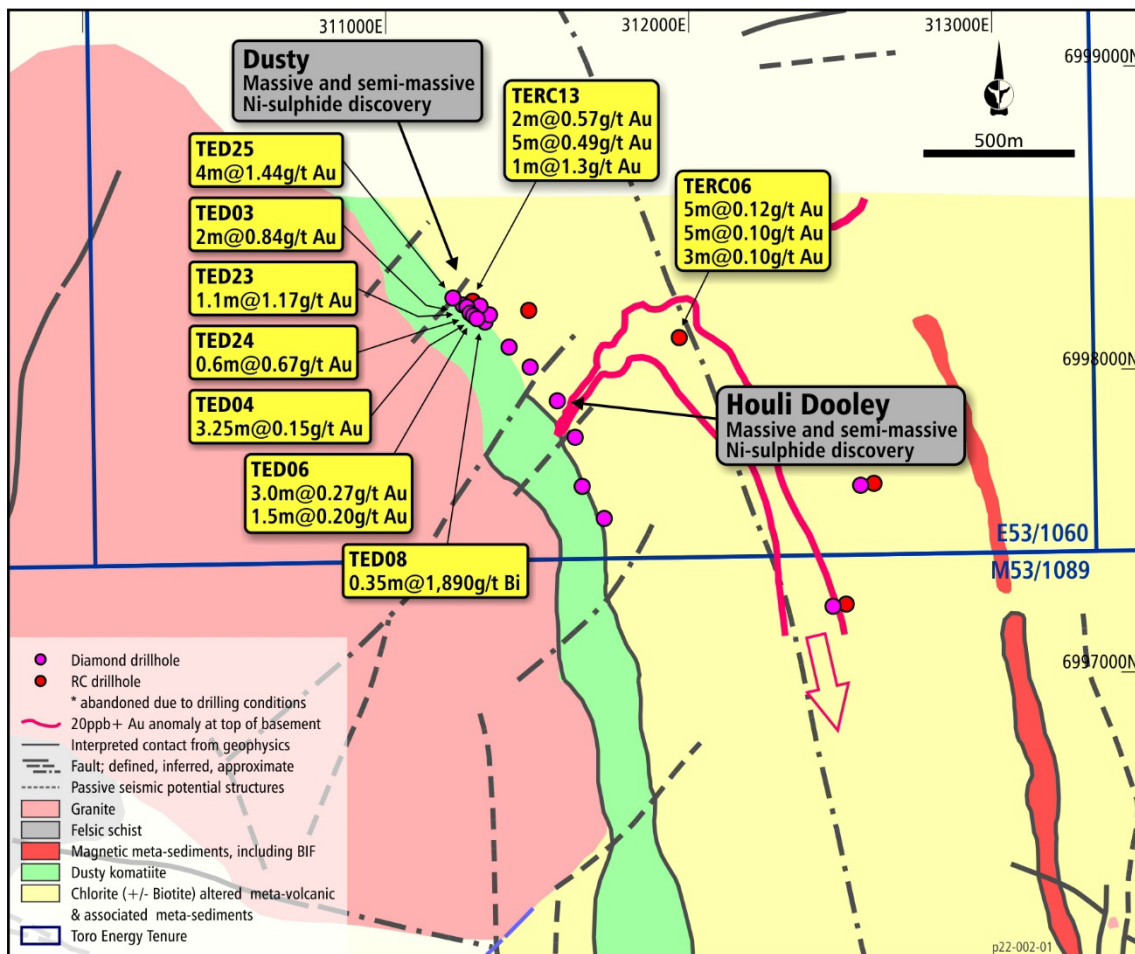 311000E
312000E
313000E
6999000N
Dusty
Massive and semi-massive
Ni-sulphide discovery
TERC13
2m@0.57g/t Au
5m@0.49g/t Au
1m@1.3g/t Au
500m
TED25
4m@1.44g/t Au
TERC06
5m@0.12g/t Au
5m@0.10g/t Au
3m@0.10g/t Au
TED03
2m@0.84g/t Au
TED23
1.1m@1.17g/t Au
TED24
0.6m@0.67g/t Au
6998000N
TED04
3.25m@0.15g/t Au
Houli Dooley
Massive and semi-massive
Ni-sulphide discovery
TED06
3.0m@0.27g/t Au
1.5m@0.20g/t Au
TED08
0.35m@1,890g/t Bi
E53/1060
M53/1089
6997000N
Diamond drillhole
RC drillhole
* abandoned due to drilling conditions
20ppb+ Au anomaly at top of basement
Interpreted contact from geophysics
Fault; defined, inferred, approximate
Passive seismic potential structures
Granite
Felsic schist
Magnetic meta-sediments, including BIF
Dusty komatiite
Chlorite (+/- Biotite) altered meta-volcanic
& associated meta-sediments
Toro Energy Tenure
p22-002-01